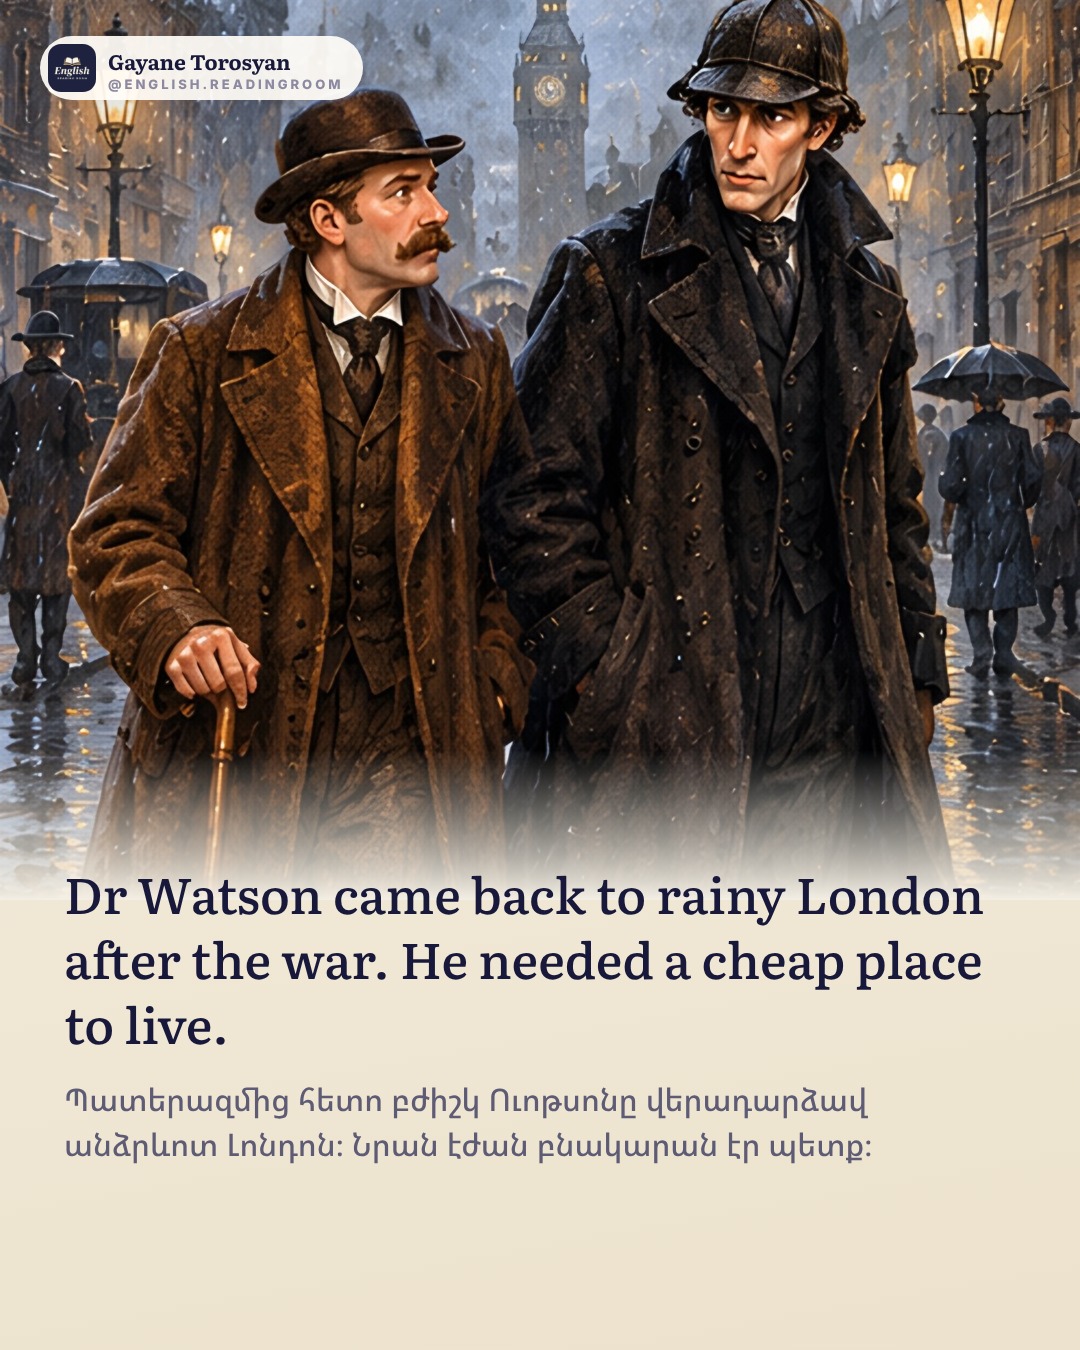 English
Gayane Torosyan
@ENGLISH.READINGROOM
Dr Watson came back to rainy London
after the war. He needed a cheap place
to live.
Պատերազմից հետո բժիշկ Ուոթսոնը վերադարձավ
անձրևոտ Լոնդոն։ Նրան էժան բնակարան էր պետք։